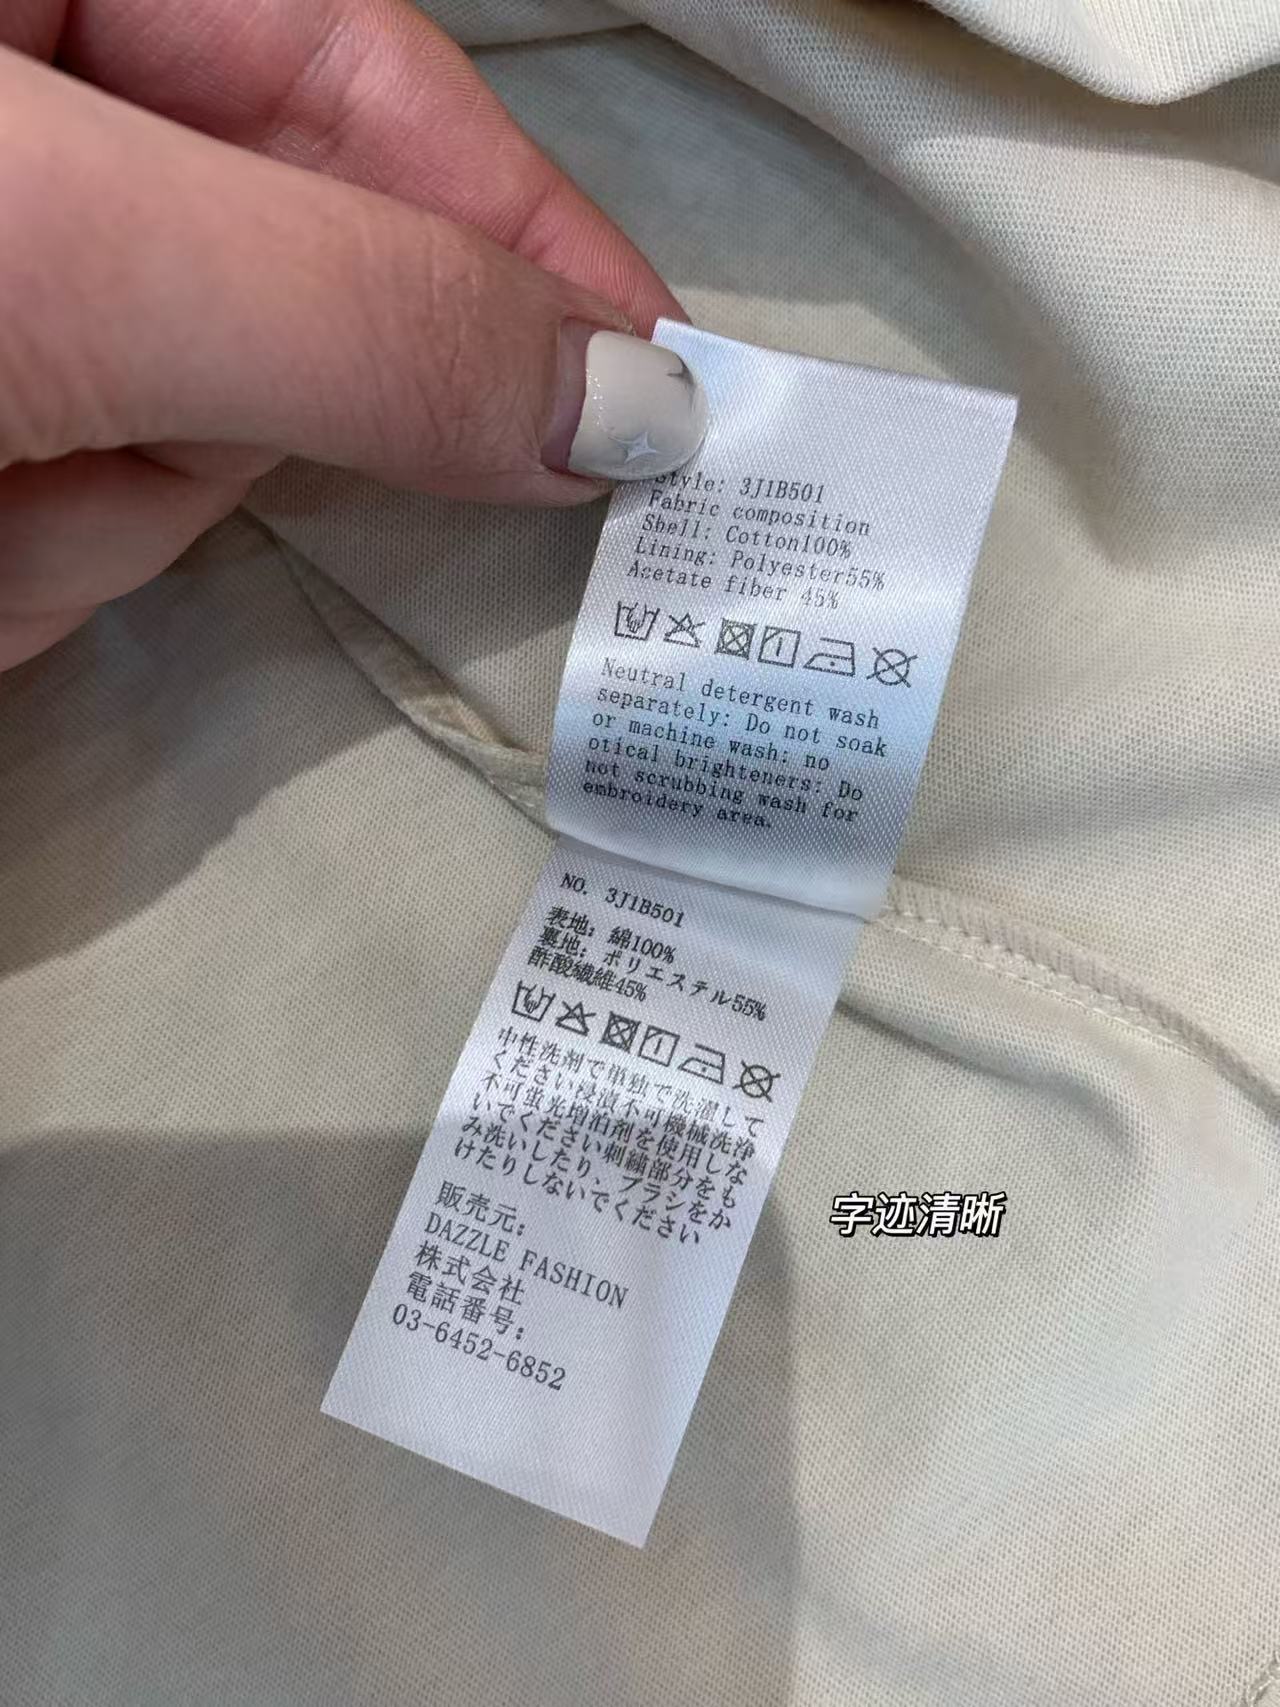 Style: 3J1B501
Fabric composition
Shell: Cotton100%
Lining: Polyester55%
Acetate fiber 45%
Neutral detergent wash
separately: Do not soak
or machine wash: no
otical brighteners: Do
not scrubbing wash for
embroidery area.
NO. 3J1B501
表地: 綿100%
裏地: ポリエステル55%
酢酸繊維45%
中性洗剤で単独で洗濯して
ください浸漬不可機械洗浄
不可蛍光増泊剤を使用しな
いでください刺繍部分をも
み洗いしたり、ブラシをか
けたりしないでください
販売元:
DAZZLE FASHION
株式会社
電話番号:
03-6452-6852
字迹清晰